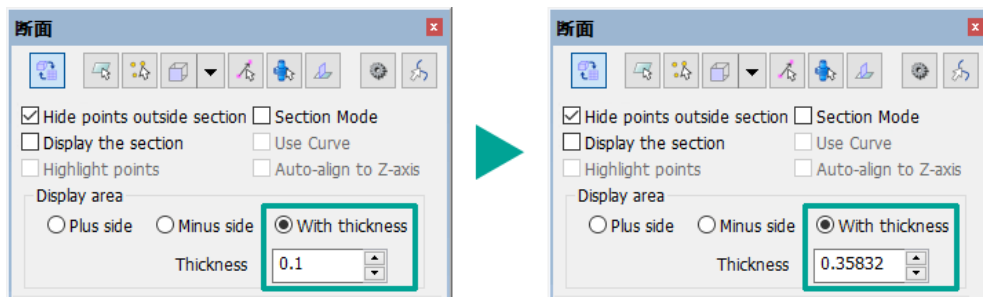 断面
Hide points outside section Section Mode
Display the section Use Curve
Highlight points Auto-align to Z-axis
Display area
Plus side Minus side With thickness
Thickness 0.1
断面
Hide points outside section Section Mode
Display the section Use Curve
Highlight points Auto-align to Z-axis
Display area
Plus side Minus side With thickness
Thickness 0.35832